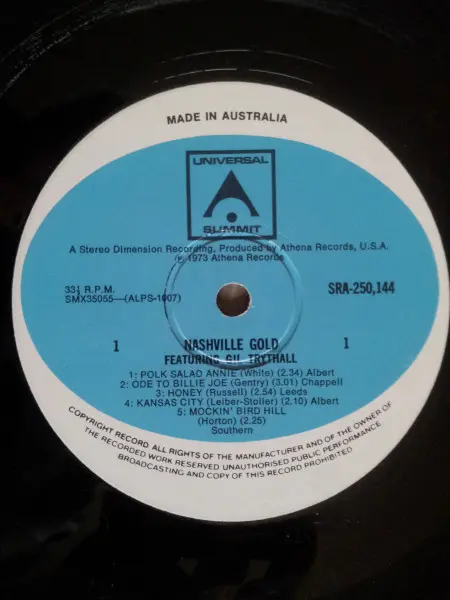 MADE IN AUSTRALIA
UNIVERSAL
SUMMIT
A Stereo Dimension Recording, Produced by Athena Records, U.S.A.
℗ 1973 Athena Records
33⅓ R.P.M.
SMX35055—(ALPS-1007)
SRA-250,144
1 NASHVILLE GOLD 1
FEATURING GIL TRYTHALL
1: POLK SALAD ANNIE (White) (2.34) Albert
2: ODE TO BILLIE JOE (Gentry) (3.01) Chappell
3: HONEY (Russell) (2.54) Leeds
4: KANSAS CITY (Leiber-Stoller) (2.10) Albert
5: MOCKIN' BIRD HILL
(Horton) (2.25)
Southern
COPYRIGHT RECORD ALL RIGHTS OF THE MANUFACTURER AND OF THE OWNER OF
THE RECORDED WORK RESERVED UNAUTHORISED PUBLIC PERFORMANCE
BROADCASTING AND COPY OF THIS RECORD PROHIBITED